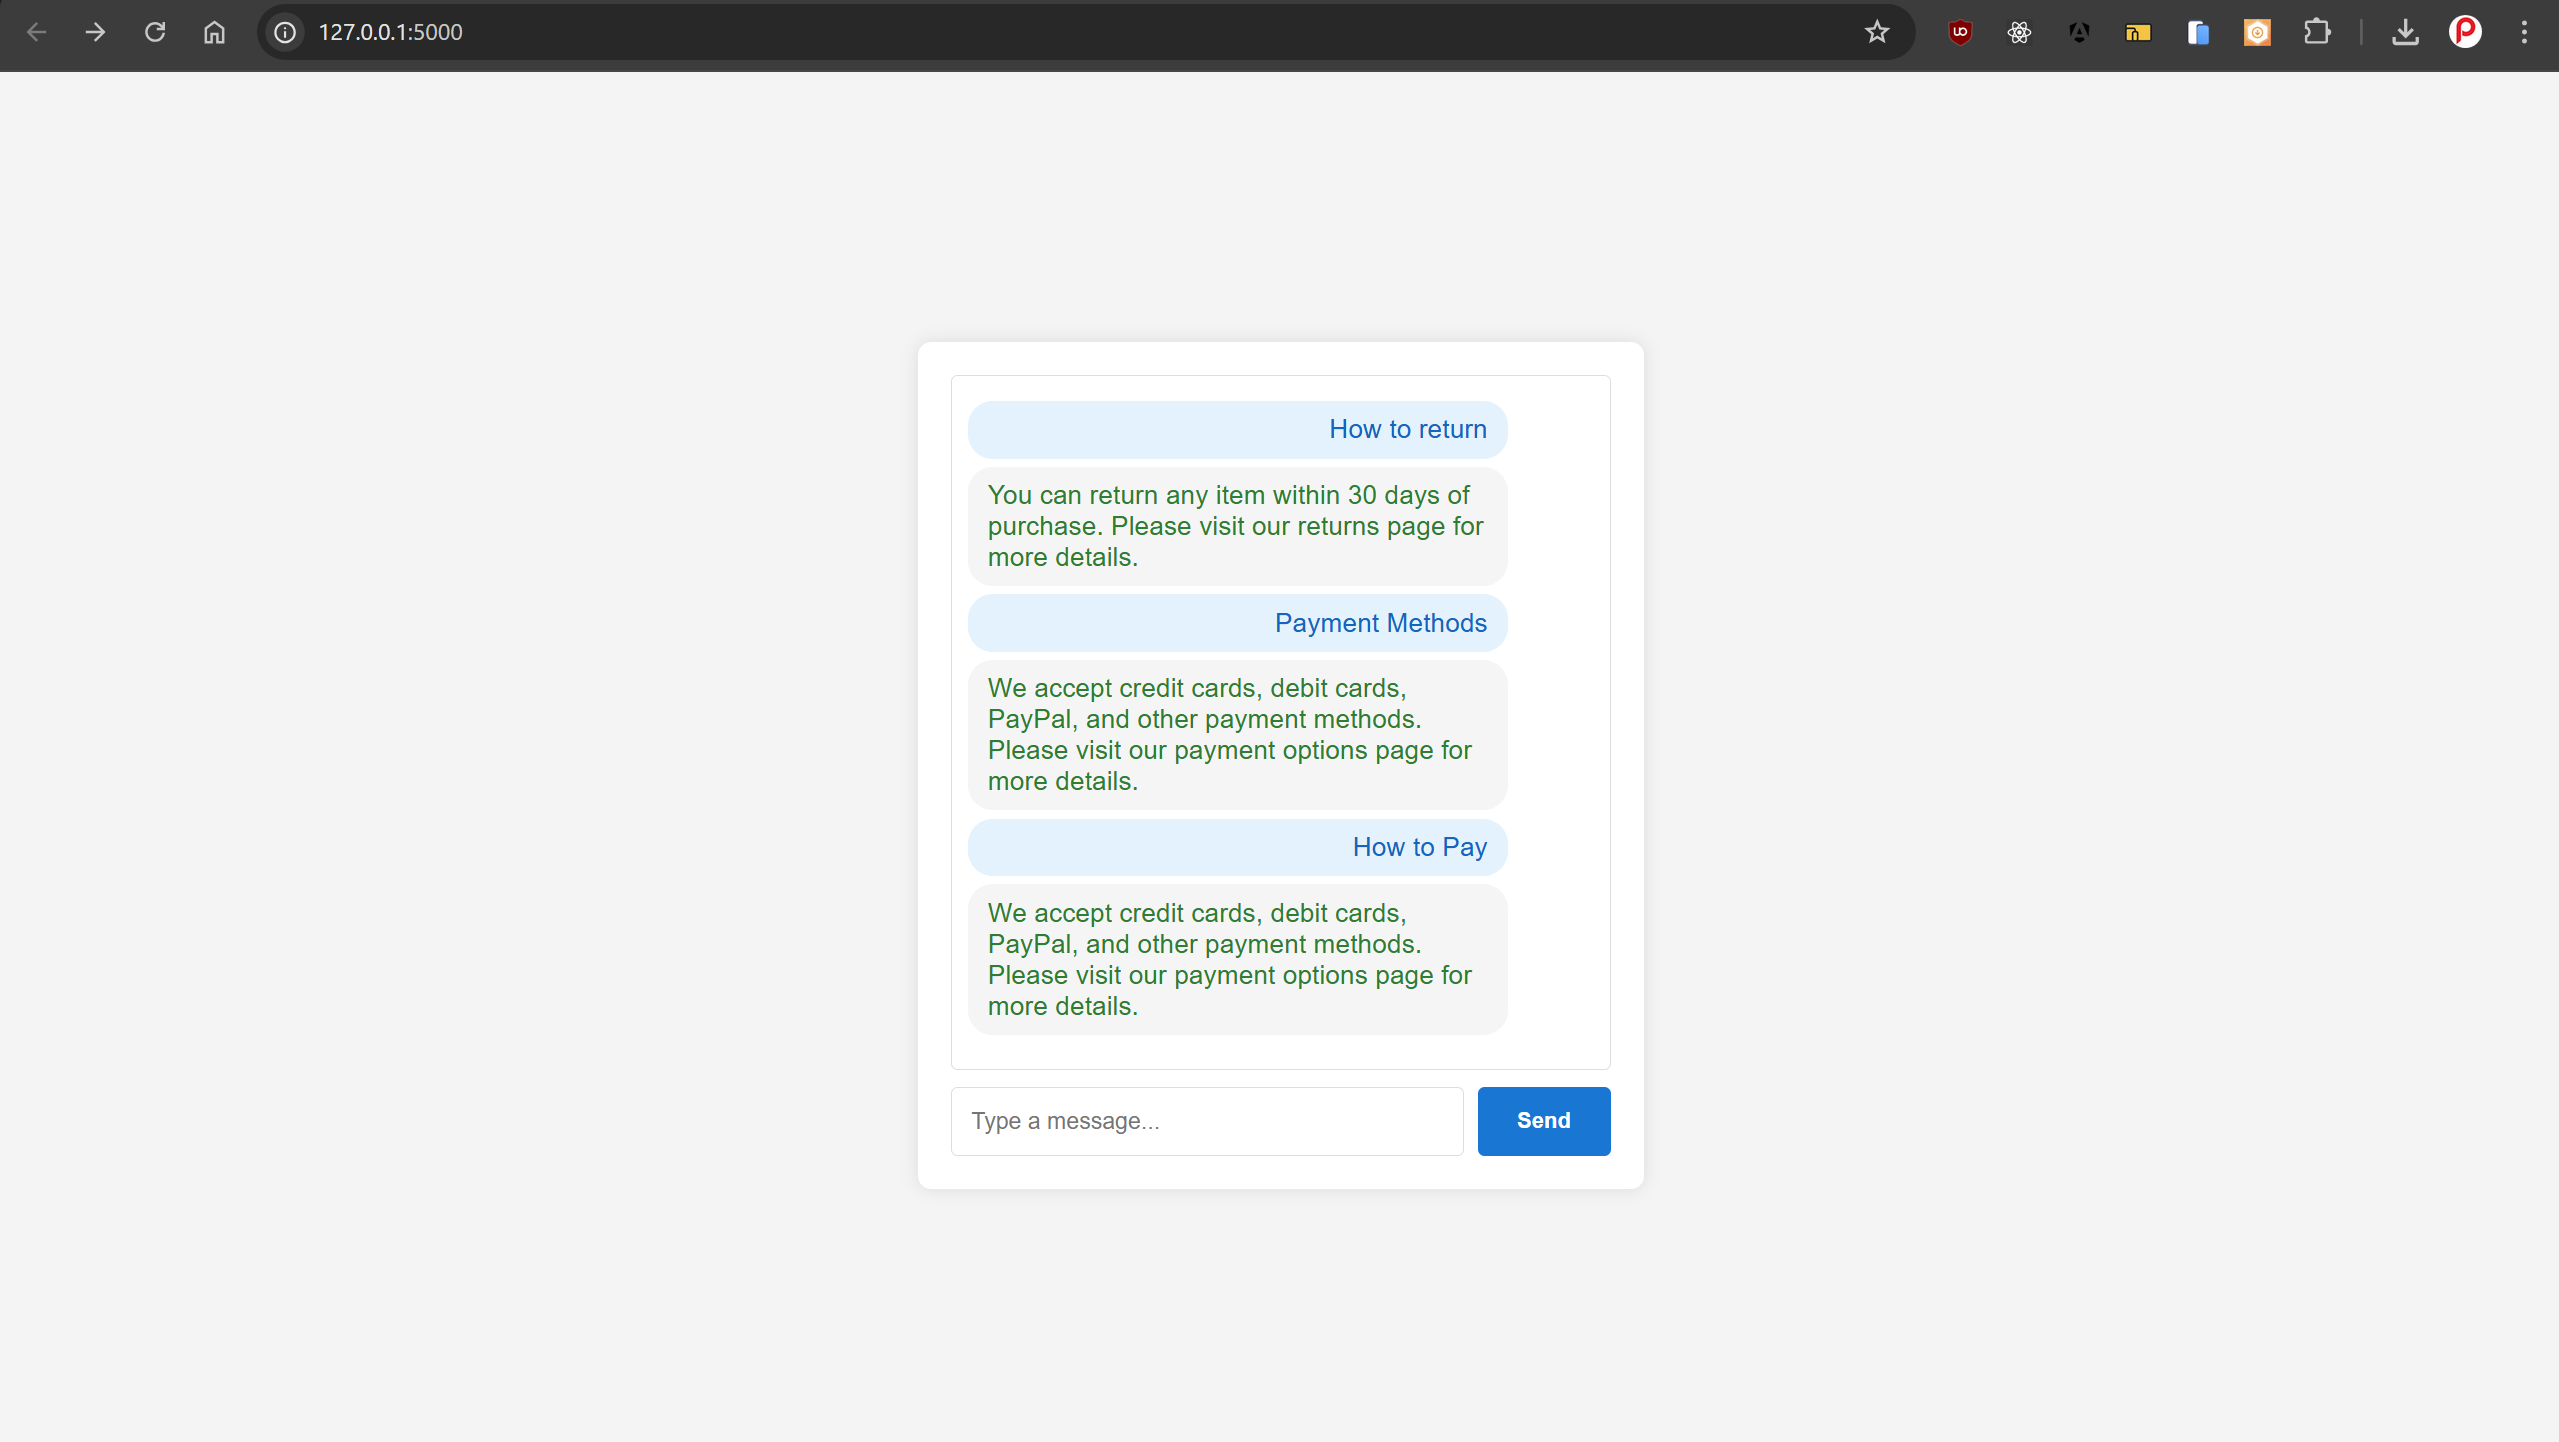 127.0.0.1:5000
How to return
You can return any item within 30 days of
purchase. Please visit our returns page for
more details.
Payment Methods
We accept credit cards, debit cards,
PayPal, and other payment methods.
Please visit our payment options page for
more details.
How to Pay
We accept credit cards, debit cards,
PayPal, and other payment methods.
Please visit our payment options page for
more details.
Type a message...
Send